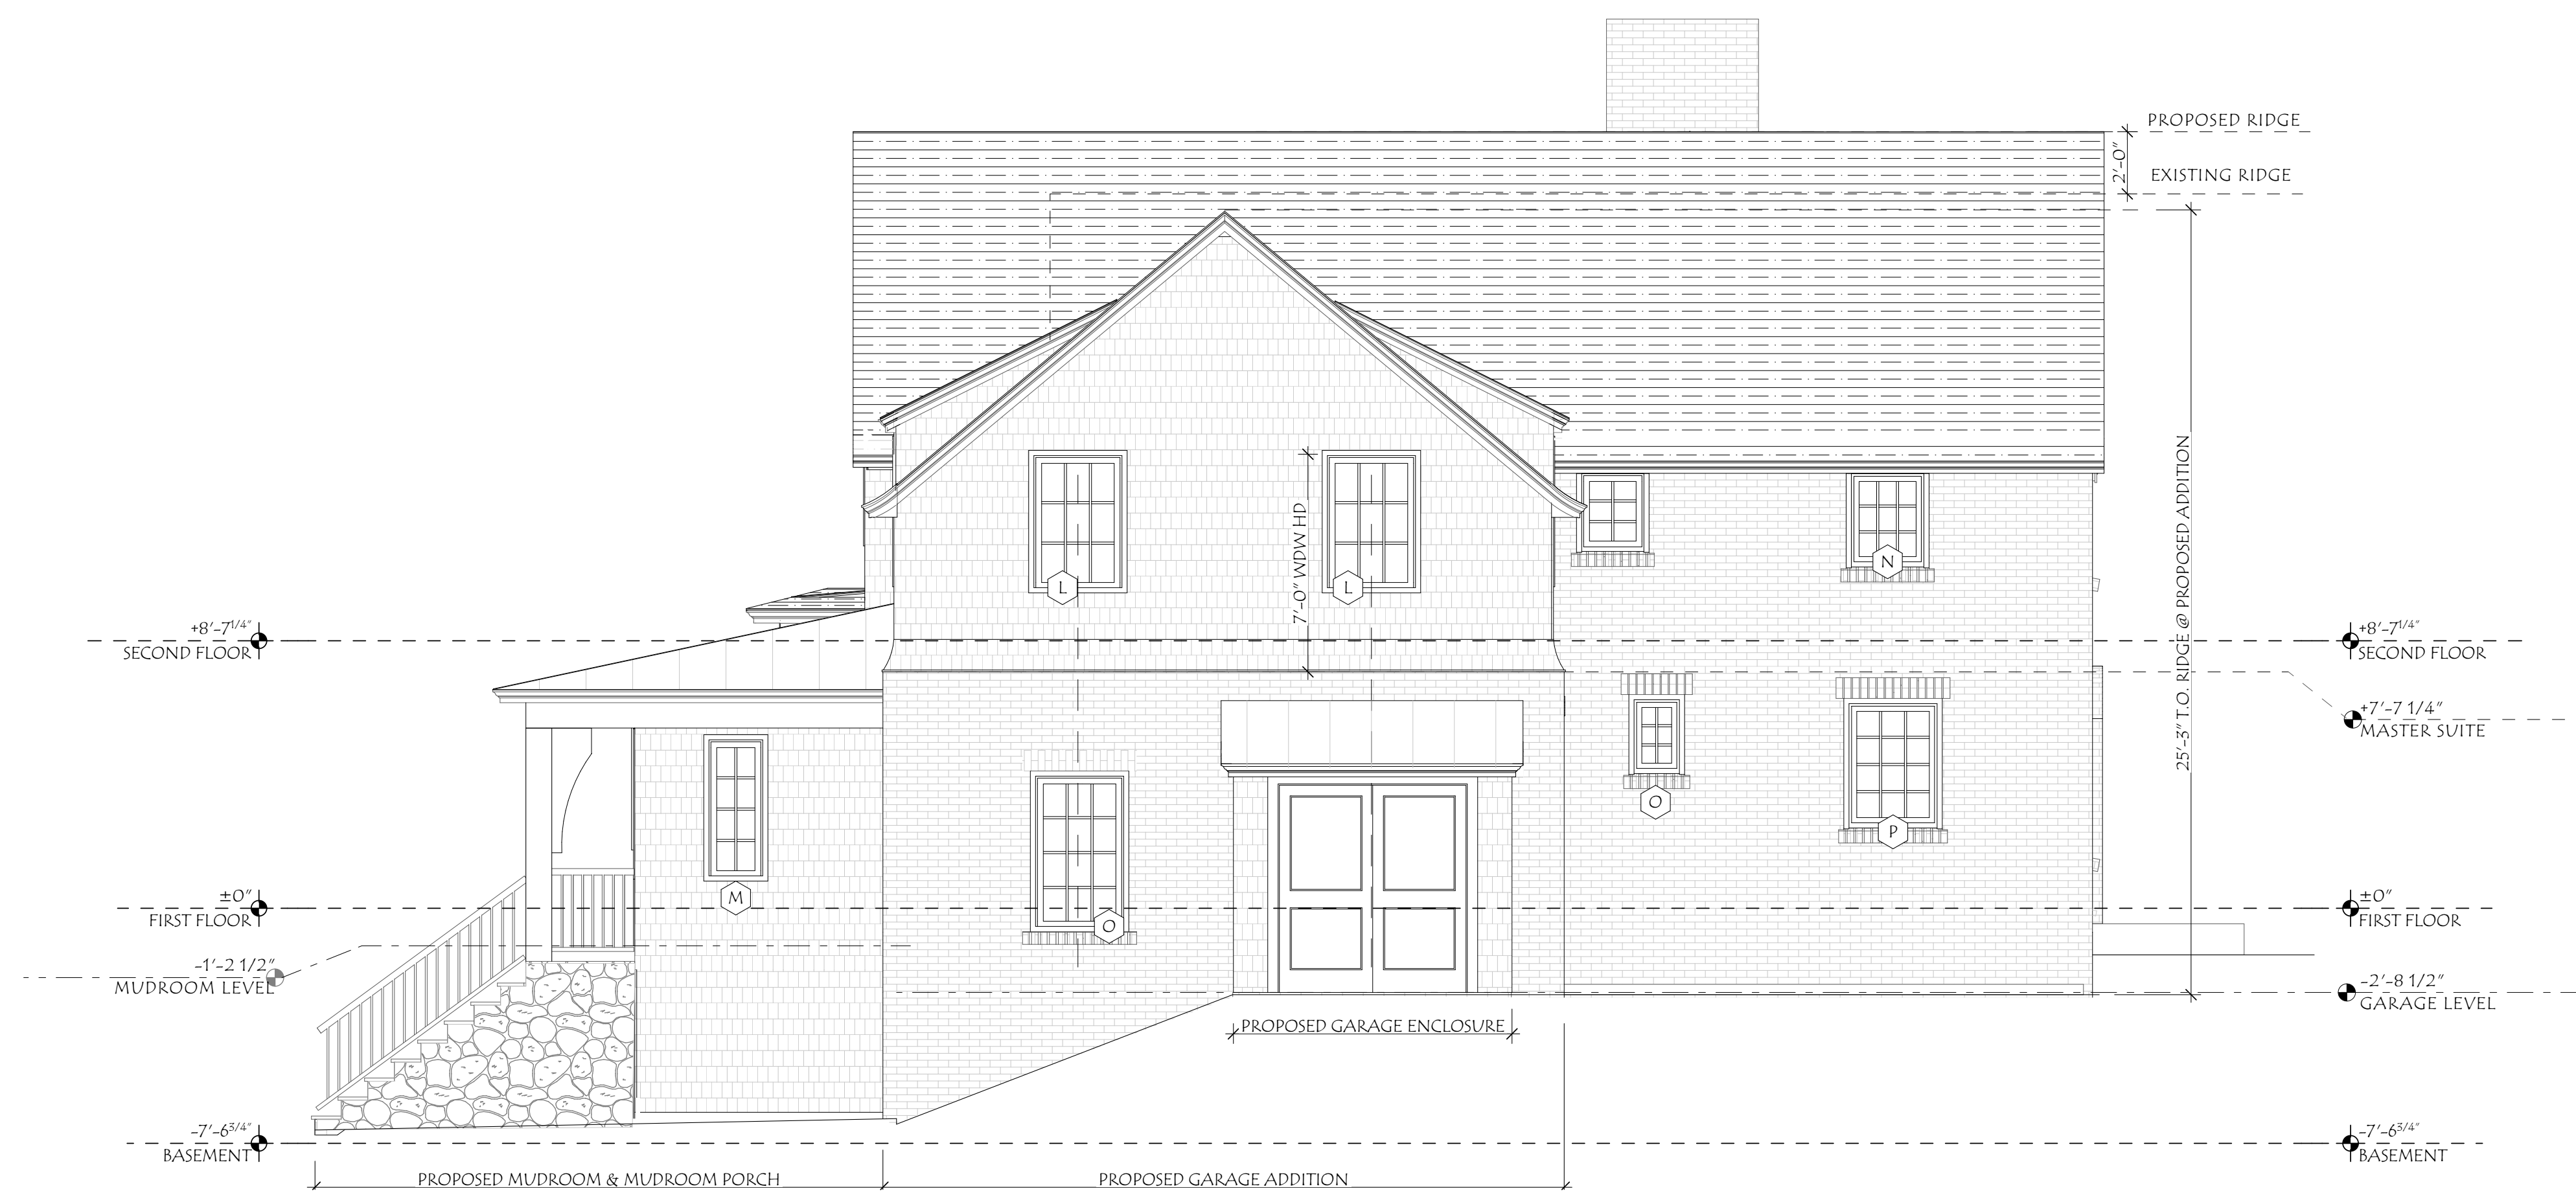 PROPOSED RIDGE
2'-0"
EXISTING RIDGE
25'-3" T.O. RIDGE @ PROPOSED ADDITION
7'-0" WDW HD
N
L
L
+8'-7 1/4"
SECOND FLOOR
+8'-7 1/4"
SECOND FLOOR
+7'-7 1/4"
MASTER SUITE
O
P
M
O
±0"
FIRST FLOOR
±0"
FIRST FLOOR
-1'-2 1/2"
MUDROOM LEVEL
-2'-8 1/2"
GARAGE LEVEL
PROPOSED GARAGE ENCLOSURE
-7'-6 3/4"
BASEMENT
-7'-6 3/4"
BASEMENT
PROPOSED MUDROOM & MUDROOM PORCH
PROPOSED GARAGE ADDITION